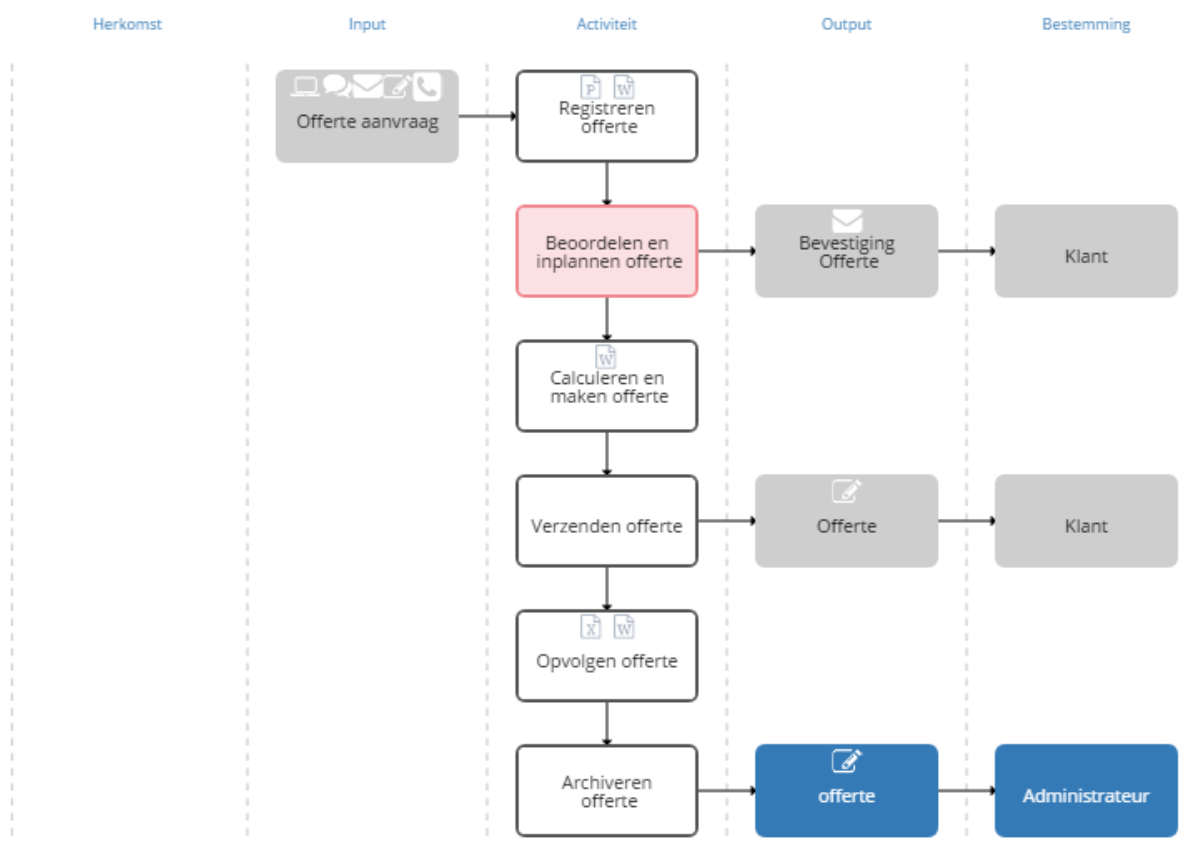 Herkomst
Input
Activiteit
Output
Bestemming
Offerte aanvraag
P W
Registreren
offerte
Beoordelen en
inplannen offerte
Bevestiging
Offerte
Klant
W
Calculeren en
maken offerte
Verzenden offerte
Offerte
Klant
X W
Opvolgen offerte
Archiveren
offerte
offerte
Administrateur